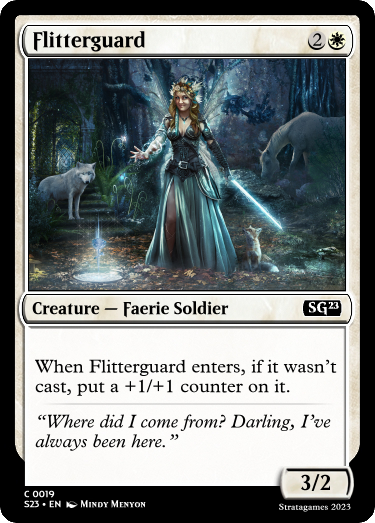 Flitterguard 2
Creature — Faerie Soldier SG23
When Flitterguard enters, if it wasn't
cast, put a +1/+1 counter on it.
“Where did I come from? Darling, I've
always been here.”
3/2
C 0019
S23 • EN Mindy Menyon
Stratagames 2023